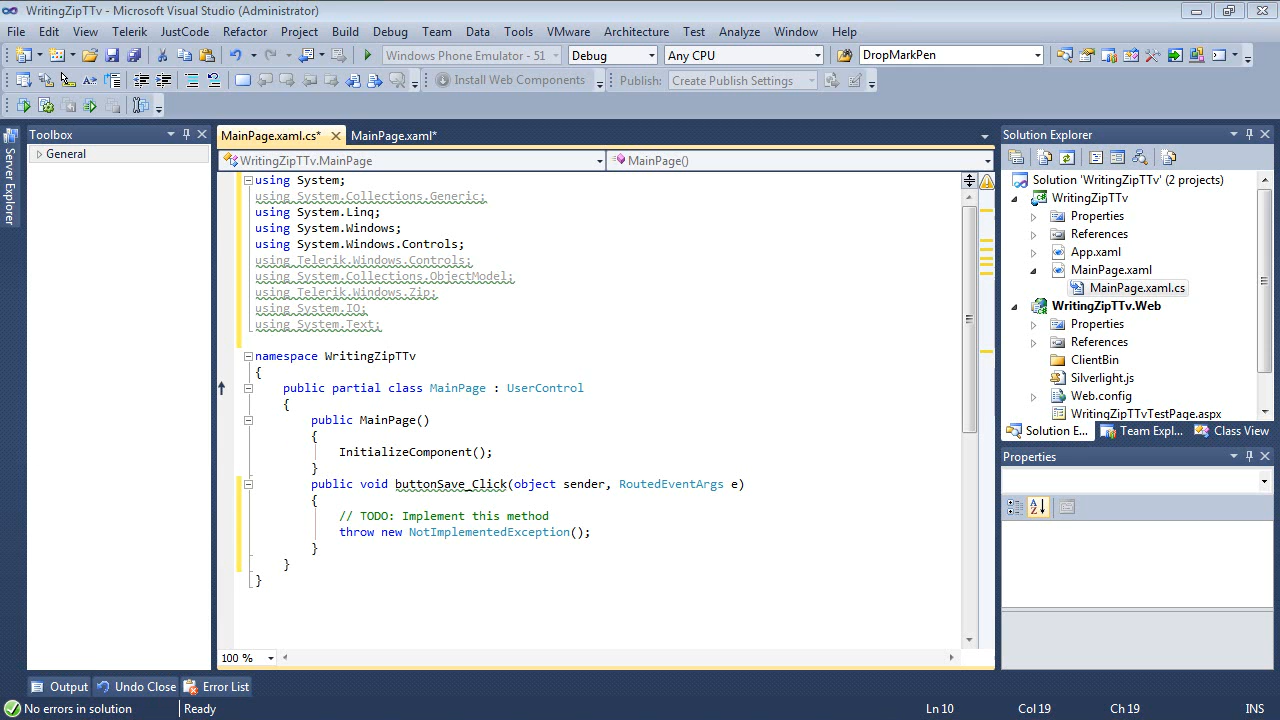 WritingZipTTv - Microsoft Visual Studio (Administrator)
File Edit View Telerik JustCode Refactor Project Build Debug Team Data Tools VMware Architecture Test Analyze Window Help
Windows Phone Emulator - 51 Debug Any CPU DropMarkPen
Install Web Components Publish: Create Publish Settings
Server Explorer
Toolbox
General
MainPage.xaml.cs* MainPage.xaml*
WritingZipTTv.MainPage MainPage()
using System;
using System.Collections.Generic;
using System.Linq;
using System.Windows;
using System.Windows.Controls;
using Telerik.Windows.Controls;
using System.Collections.ObjectModel;
using Telerik.Windows.Zip;
using System.IO;
using System.Text;
namespace WritingZipTTv
{
public partial class MainPage : UserControl
{
public MainPage()
{
InitializeComponent();
}
public void buttonSave_Click(object sender, RoutedEventArgs e)
{
// TODO: Implement this method
throw new NotImplementedException();
}
}
}
100 %
Solution Explorer
Solution 'WritingZipTTv' (2 projects)
WritingZipTTv
Properties
References
App.xaml
MainPage.xaml
MainPage.xaml.cs
WritingZipTTv.Web
Properties
References
ClientBin
Silverlight.js
Web.config
WritingZipTTvTestPage.aspx
Solution E... Team Expl... Class View
Properties
Output Undo Close Error List
No errors in solution Ready Ln 10 Col 19 Ch 19 INS